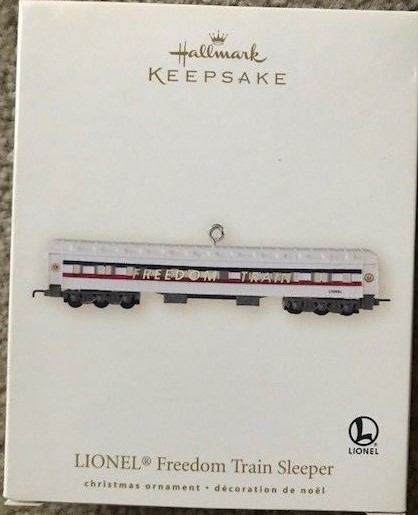 Hallmark
KEEPSAKE
FREEDOM TRAIN
LIONEL
L
LIONEL
LIONEL® Freedom Train Sleeper
christmas ornament • décoration de noël